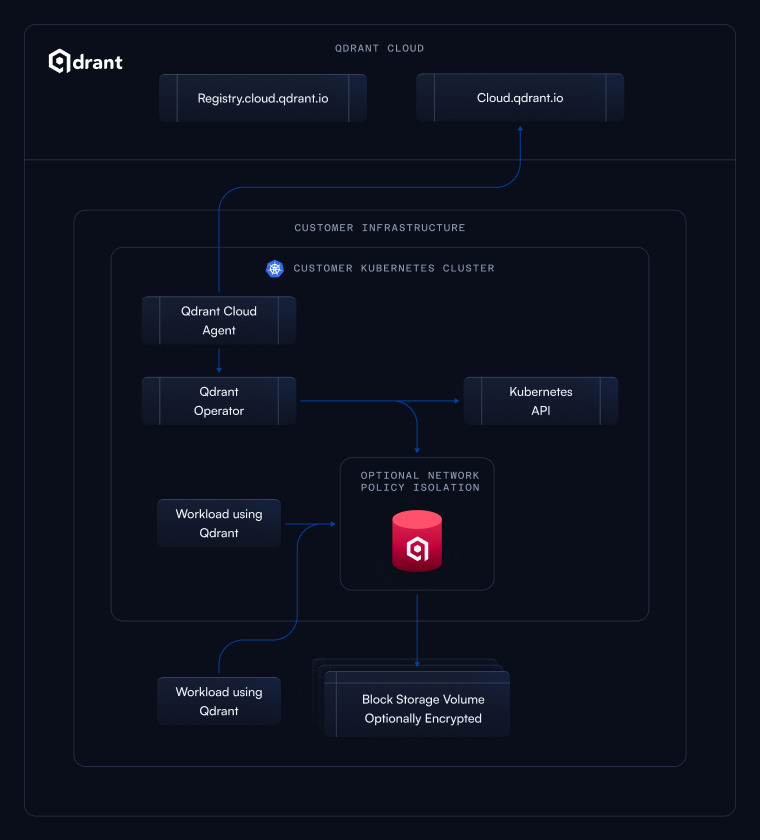 QDRANT CLOUD
qdrant
Registry.cloud.qdrant.io
Cloud.qdrant.io
CUSTOMER INFRASTRUCTURE
CUSTOMER KUBERNETES CLUSTER
Qdrant Cloud
Agent
Qdrant
Operator
Kubernetes
API
OPTIONAL NETWORK
POLICY ISOLATION
Workload using
Qdrant
Workload using
Qdrant
Block Storage Volume
Optionally Encrypted